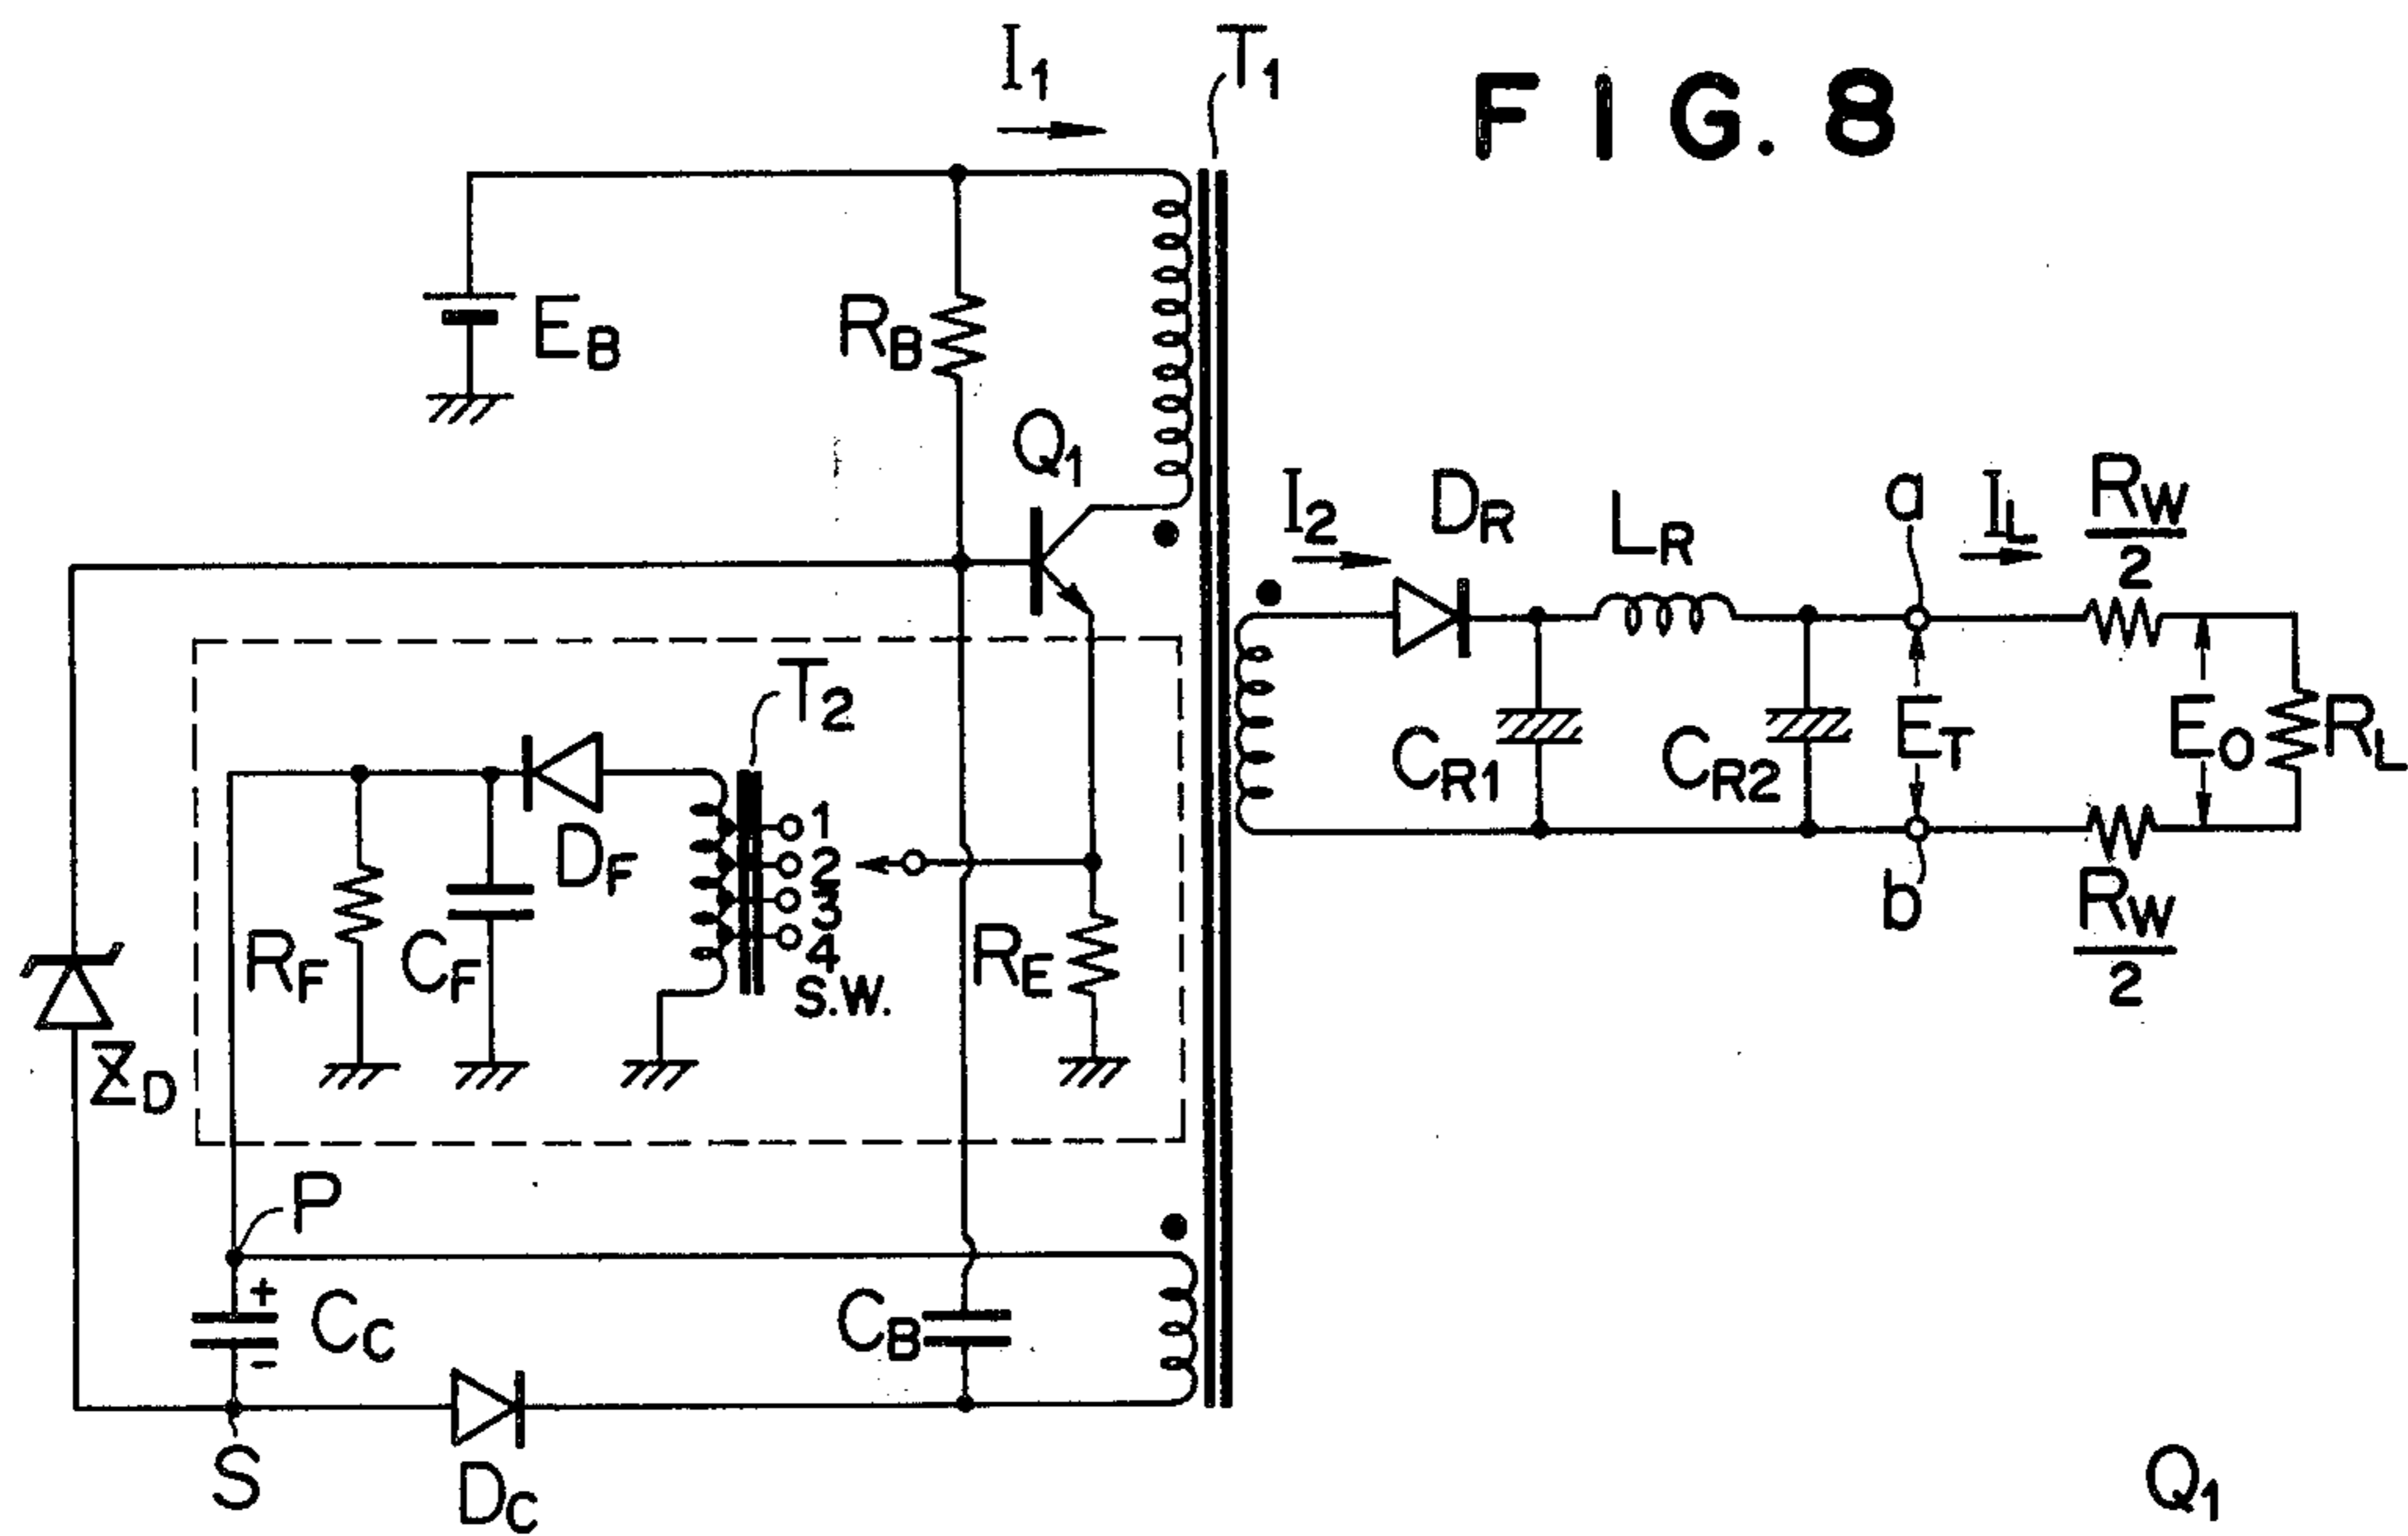 FIG. 8
I1
T1
EB
RB
Q1
I2
DR
LR
a
IL
RW
2
T2
CR1
CR2
ET
EO
RL
DF
1
2
3
4
S.W.
RF
CF
RE
b
RW
2
ZD
P
+
CC
-
CB
S
DC
Q1